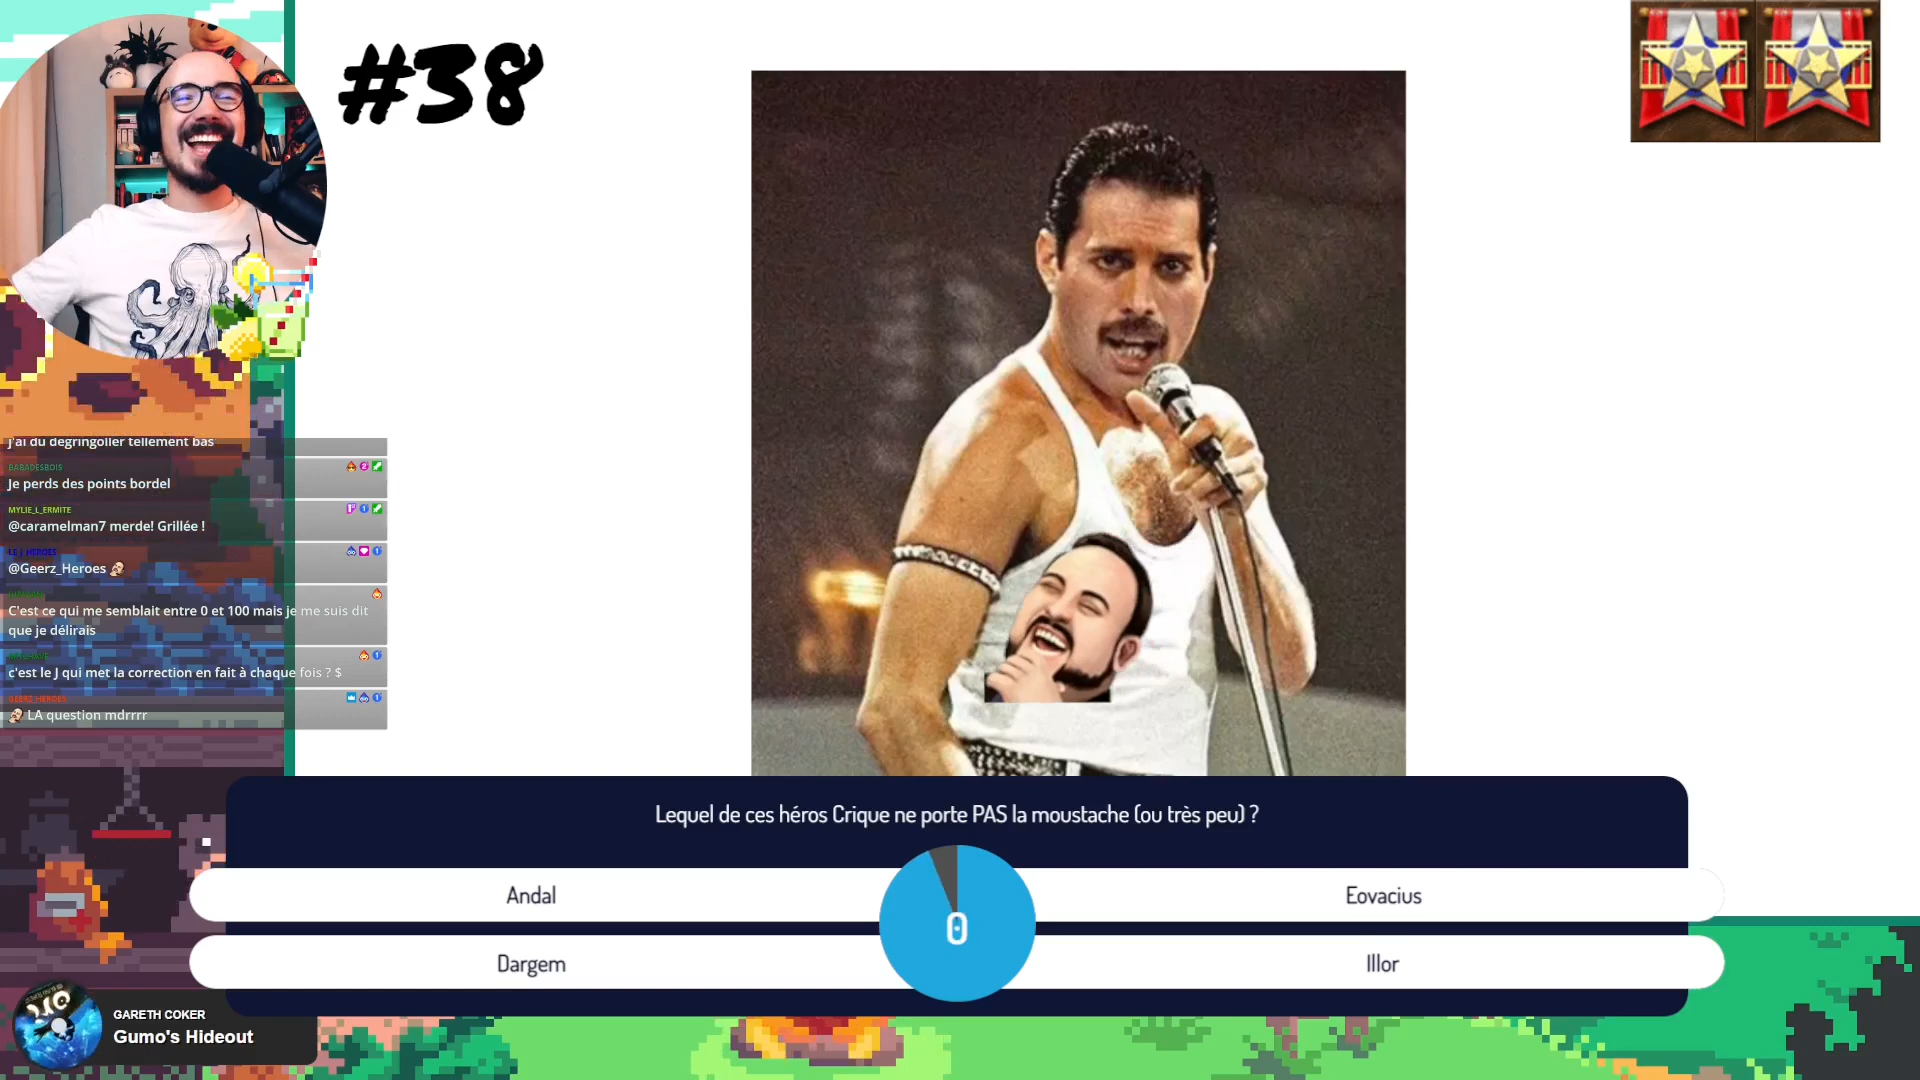 #38
j'ai du dégringoler tellement bas
BABADESBOIS
Je perds des points bordel
MYLIE_L_ERMITE
@caramelman7 merde! Grillée !
LE_J_HEROES
@Geerz_Heroes
C'est ce qui me semblait entre 0 et 100 mais je me suis dit
que je délirais
c'est le J qui met la correction en fait à chaque fois ? $
GEERZ_HEROES
LA question mdrrrr
Lequel de ces héros Crique ne porte PAS la moustache (ou très peu) ?
Andal
Eovacius
0
Dargem
Illor
GARETH COKER
Gumo's Hideout